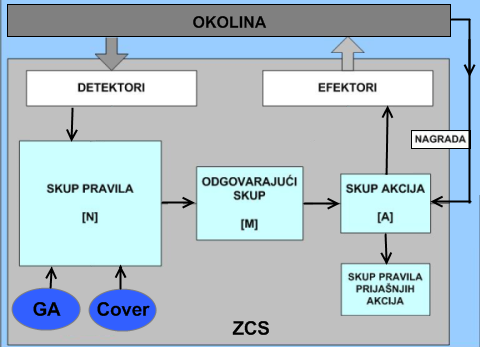 OKOLINA
DETEKTORI
EFEKTORI
NAGRADA
SKUP PRAVILA
[N]
ODGOVARAJUĆI
SKUP
[M]
SKUP AKCIJA
[A]
SKUP PRAVILA
PRIJAŠNJIH
AKCIJA
GA
Cover
ZCS